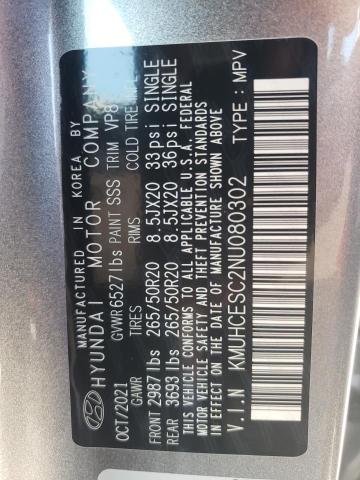 MANUFACTURED IN KOREA BY
HYUNDAI MOTOR COMPANY
GVWR6527lbs PAINT SSS TRIM VP8
OCT/2021 GAWR TIRES RIMS COLD TIRE
FRONT 2987lbs 265/50R20 8.5JX20 33psi SINGLE
REAR 3693lbs 265/50R20 8.5JX20 36psi SINGLE
THIS VEHICLE CONFORMS TO ALL APPLICABLE U.S.A. FEDERAL
MOTOR VEHICLE SAFETY AND THEFT PREVENTION STANDARDS
IN EFFECT ON THE DATE OF MANUFACTURE SHOWN ABOVE.
V.I.N KMUHCESC2NU080302 TYPE : MPV